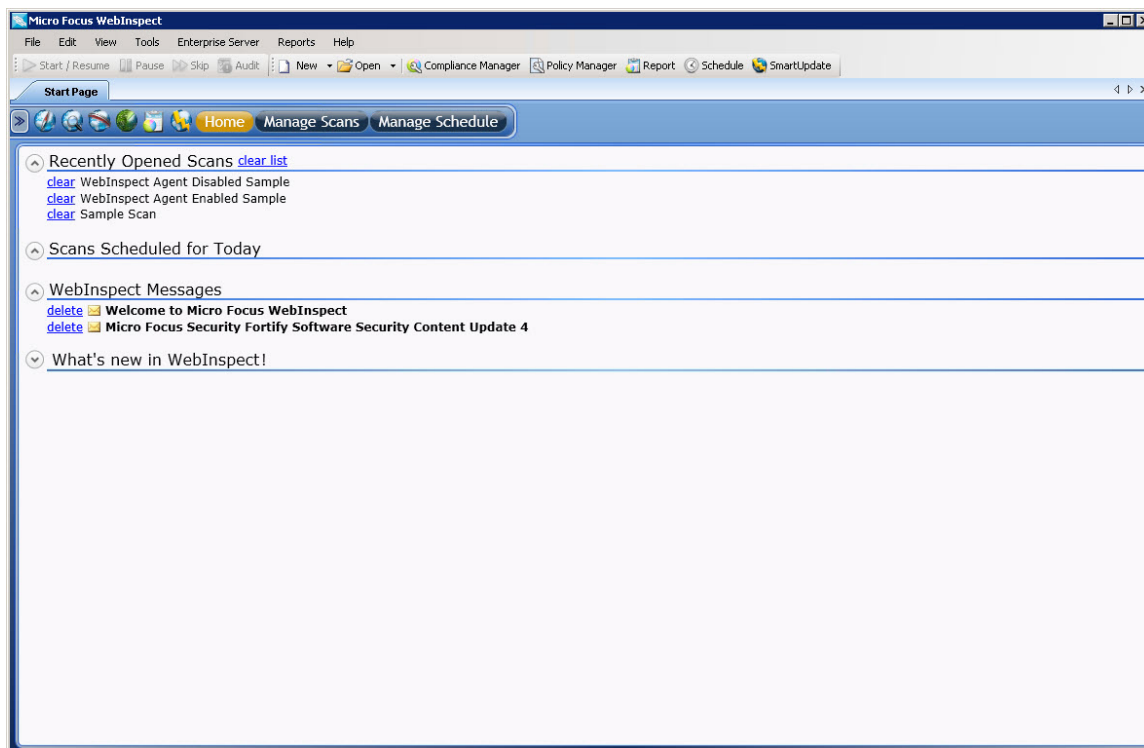 Micro Focus WebInspect
File Edit View Tools Enterprise Server Reports Help
Start / Resume Pause Skip Audit New Open Compliance Manager Policy Manager Report Schedule SmartUpdate
Start Page
Home Manage Scans Manage Schedule
Recently Opened Scans clear list
clear WebInspect Agent Disabled Sample
clear WebInspect Agent Enabled Sample
clear Sample Scan
Scans Scheduled for Today
WebInspect Messages
delete Welcome to Micro Focus WebInspect
delete Micro Focus Security Fortify Software Security Content Update 4
What's new in WebInspect!